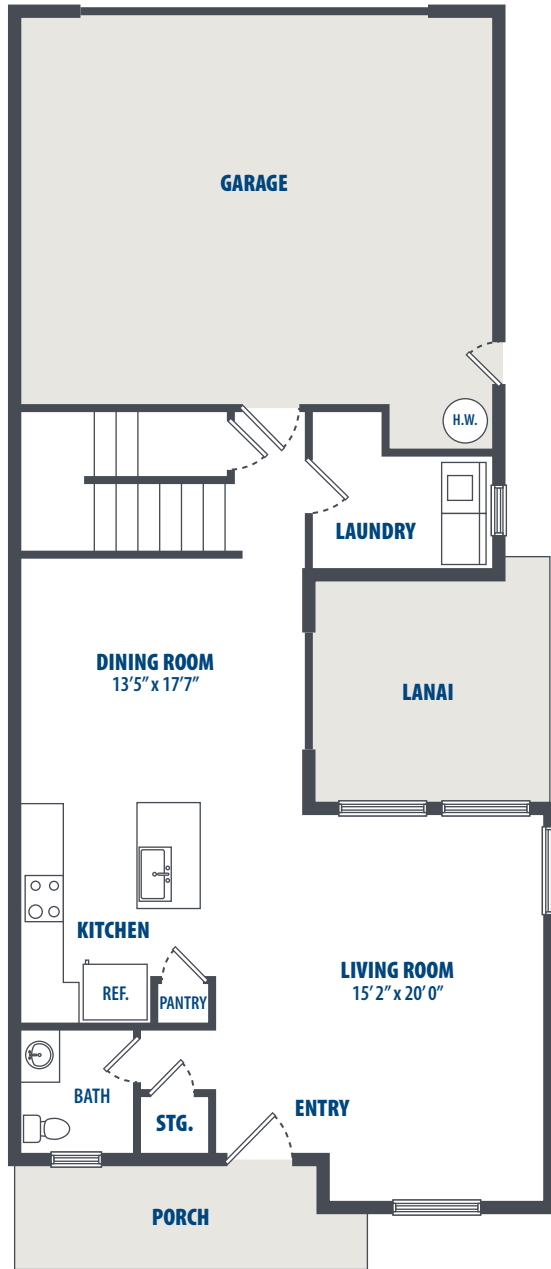 GARAGE
H.W.
LAUNDRY
DINING ROOM
13’5” x 17’7”
LANAI
KITCHEN
LIVING ROOM
15’ 2” x 20’ 0”
REF.
PANTRY
BATH
STG.
ENTRY
PORCH